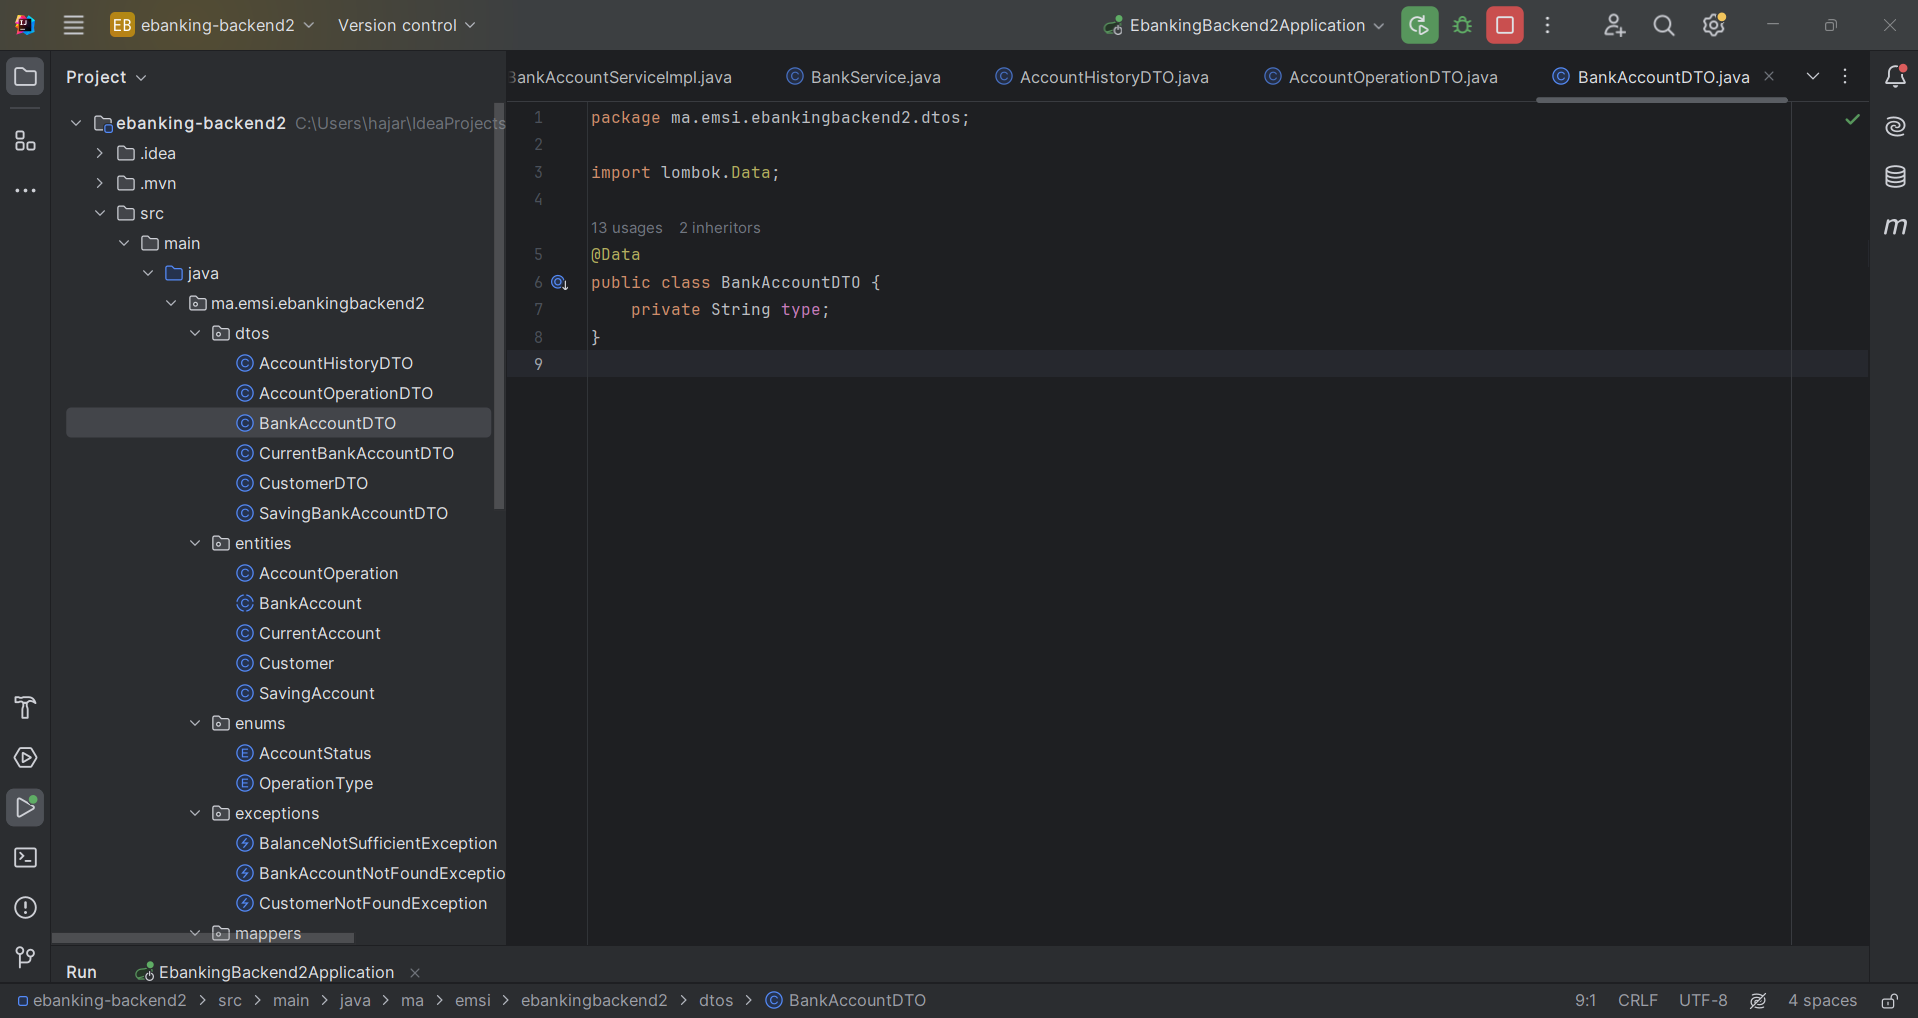 EB ebanking-backend2 Version control EbankingBackend2Application
Project
BankAccountServiceImpl.java BankService.java AccountHistoryDTO.java AccountOperationDTO.java BankAccountDTO.java
ebanking-backend2 C:\Users\hajar\IdeaProjects
.idea
.mvn
src
main
java
ma.emsi.ebankingbackend2
dtos
AccountHistoryDTO
AccountOperationDTO
BankAccountDTO
CurrentBankAccountDTO
CustomerDTO
SavingBankAccountDTO
entities
AccountOperation
BankAccount
CurrentAccount
Customer
SavingAccount
enums
AccountStatus
OperationType
exceptions
BalanceNotSufficientException
BankAccountNotFoundExceptio
CustomerNotFoundException
mappers
1 package ma.emsi.ebankingbackend2.dtos;
2
3 import lombok.Data;
4
13 usages 2 inheritors
5 @Data
6 public class BankAccountDTO {
7 private String type;
8 }
9
m
Run EbankingBackend2Application
ebanking-backend2 > src > main > java > ma > emsi > ebankingbackend2 > dtos > BankAccountDTO
9:1 CRLF UTF-8 4 spaces